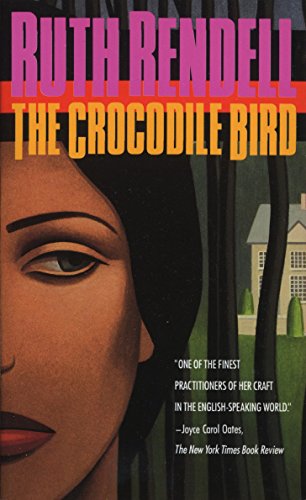 RUTH RENDELL
THE CROCODILE BIRD
"ONE OF THE FINEST
PRACTITIONERS OF HER CRAFT
IN THE ENGLISH-SPEAKING WORLD."
—Joyce Carol Oates,
The New York Times Book Review